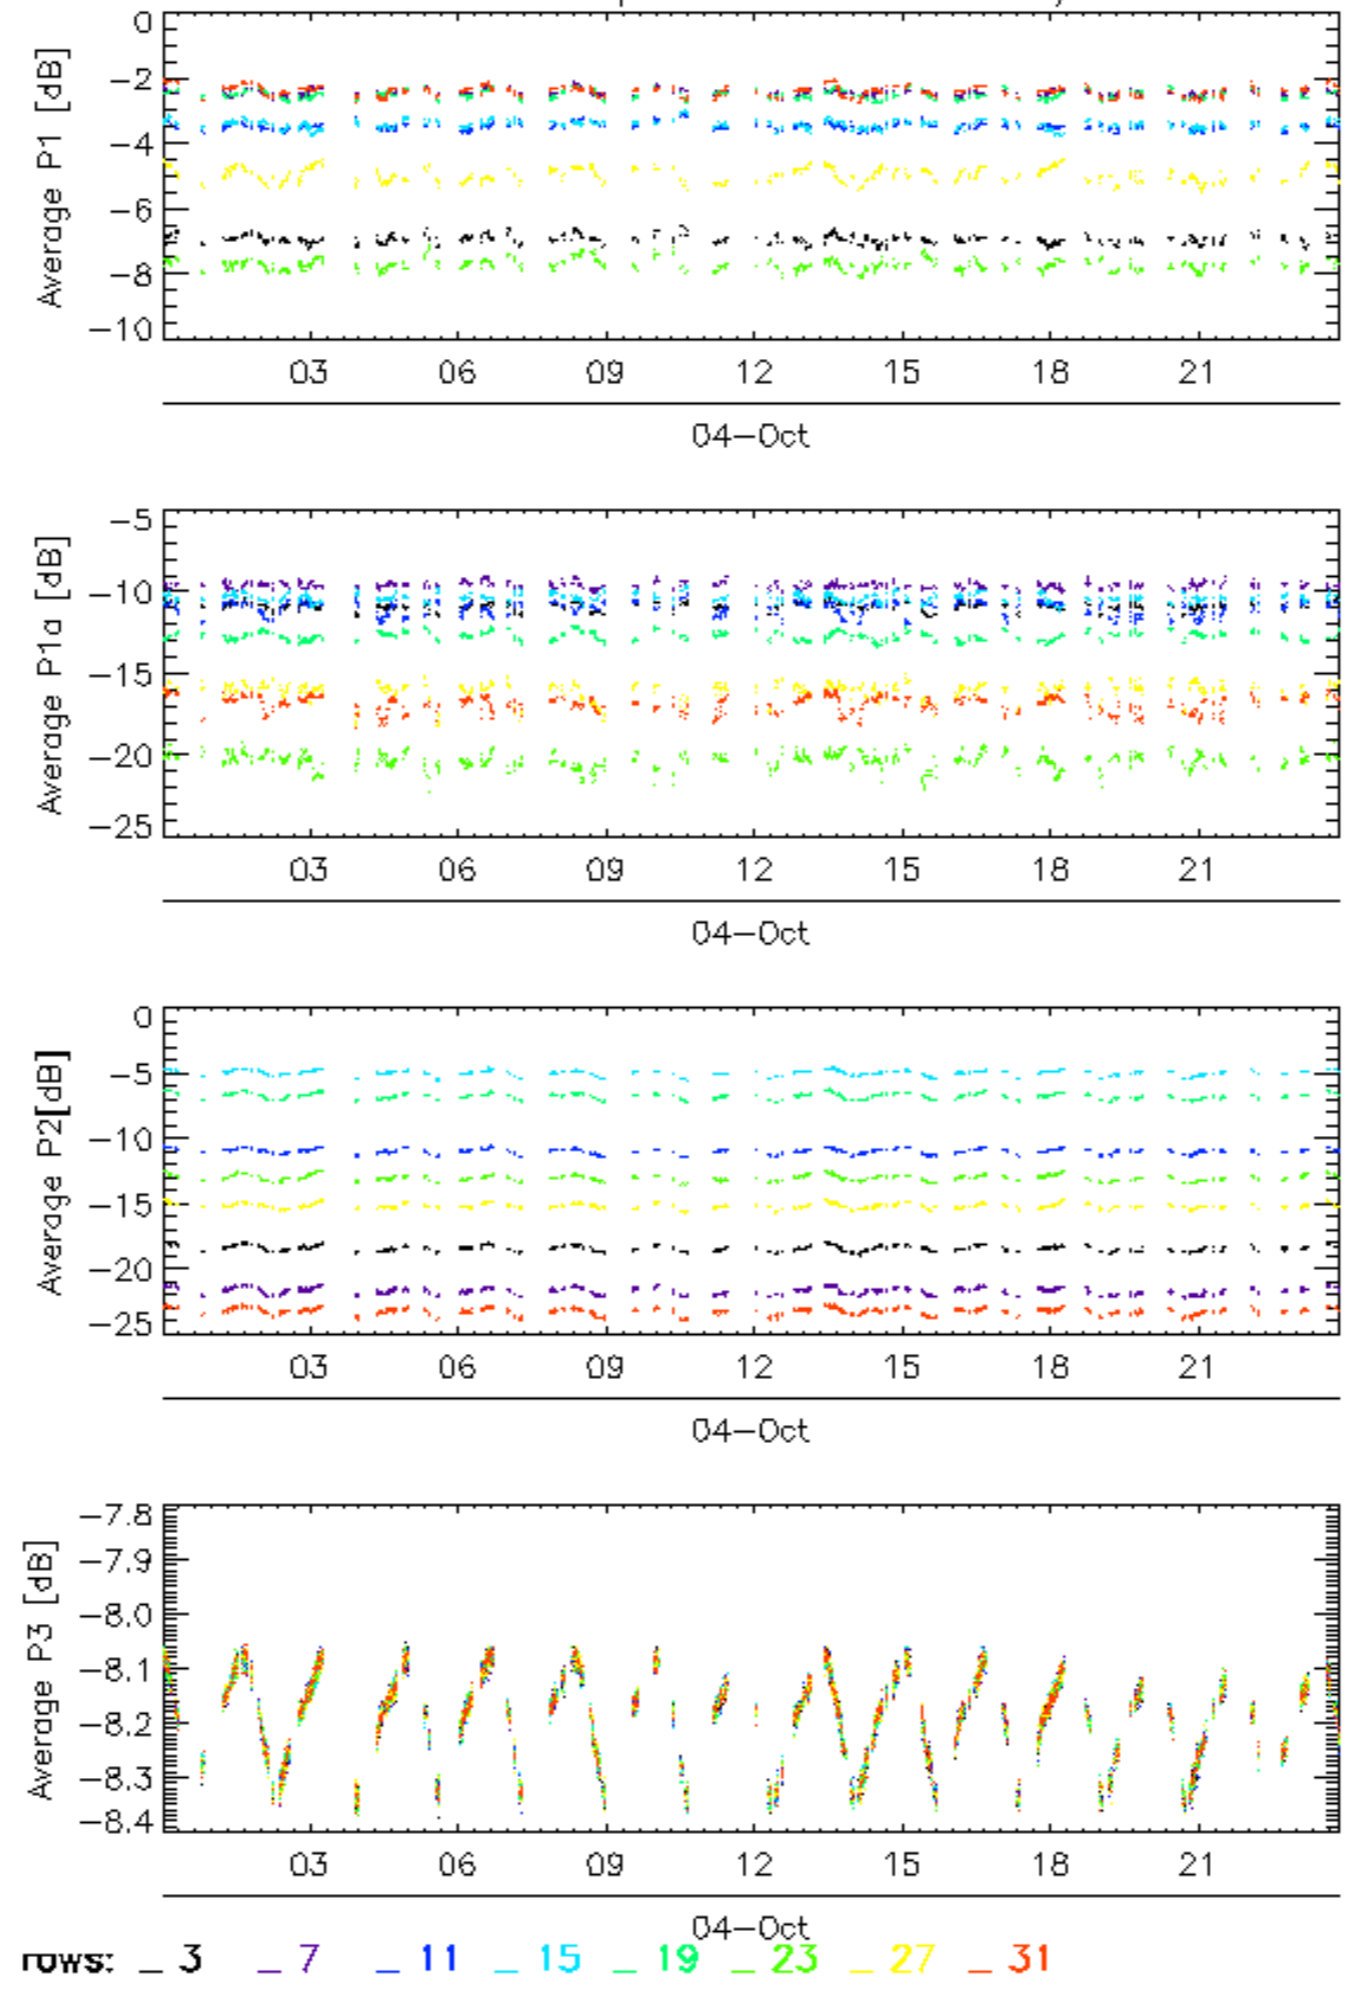 0
−2
−4
−6
−8
−10
Average P1 [dB]
03 06 09 12 15 18 21
04−Oct
−5
−10
−15
−20
−25
Average P1a [dB]
03 06 09 12 15 18 21
04−Oct
0
−5
−10
−15
−20
−25
Average P2[dB]
03 06 09 12 15 18 21
04−Oct
−7.8
−7.9
−8.0
−8.1
−8.2
−8.3
−8.4
Average P3 [dB]
03 06 09 12 15 18 21
04−Oct
rows: _ 3 _ 7 _ 11 _ 15 _ 19 _ 23 _ 27 _ 31